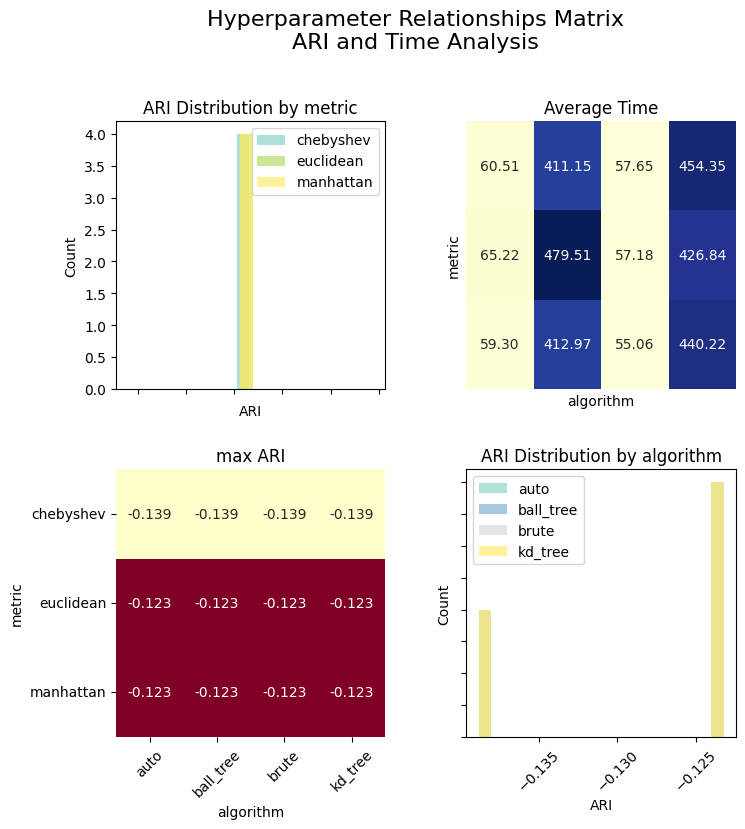 Hyperparameter Relationships Matrix
ARI and Time Analysis
ARI Distribution by metric
4.0
3.5
3.0
2.5
2.0
1.5
1.0
0.5
0.0
Count
ARI
chebyshev
euclidean
manhattan
Average Time
metric
60.51 411.15 57.65 454.35
65.22 479.51 57.18 426.84
59.30 412.97 55.06 440.22
algorithm
max ARI
metric
chebyshev -0.139 -0.139 -0.139 -0.139
euclidean -0.123 -0.123 -0.123 -0.123
manhattan -0.123 -0.123 -0.123 -0.123
auto ball_tree brute kd_tree
algorithm
ARI Distribution by algorithm
auto
ball_tree
brute
kd_tree
Count
−0.135 −0.130 −0.125
ARI